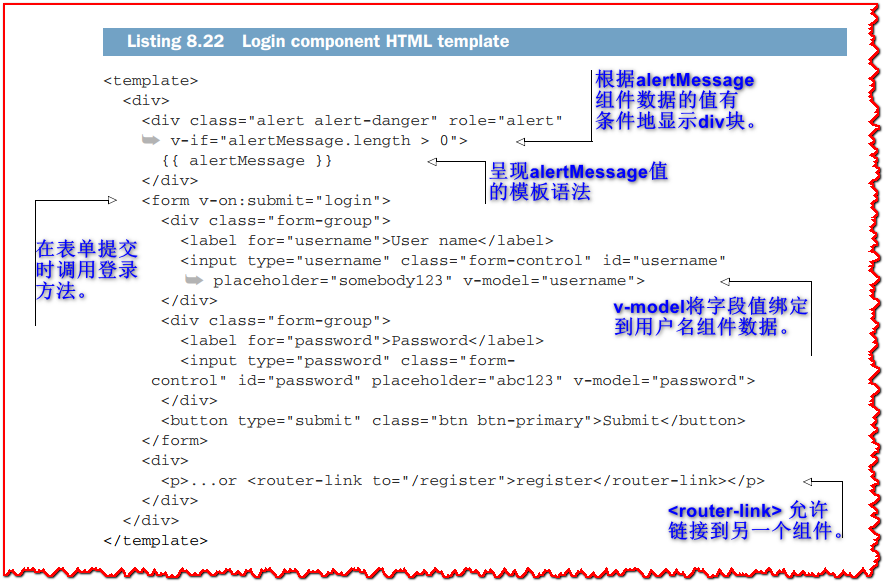 Listing 8.22 Login component HTML template
<template>
<div>
<div class="alert alert-danger" role="alert"
v-if="alertMessage.length > 0">
{{ alertMessage }}
</div>
<form v-on:submit="login">
<div class="form-group">
<label for="username">User name</label>
<input type="username" class="form-control" id="username"
placeholder="somebody123" v-model="username">
</div>
<div class="form-group">
<label for="password">Password</label>
<input type="password" class="form-
control" id="password" placeholder="abc123" v-model="password">
</div>
<button type="submit" class="btn btn-primary">Submit</button>
</form>
<div>
<p>...or <router-link to="/register">register</router-link></p>
</div>
</div>
</template>
根据alertMessage
组件数据的值有
条件地显示div块。
呈现alertMessage值
的模板语法
在表单提交
时调用登录
方法。
v-model将字段值绑定
到用户名组件数据。
<router-link> 允许
链接到另一个组件。